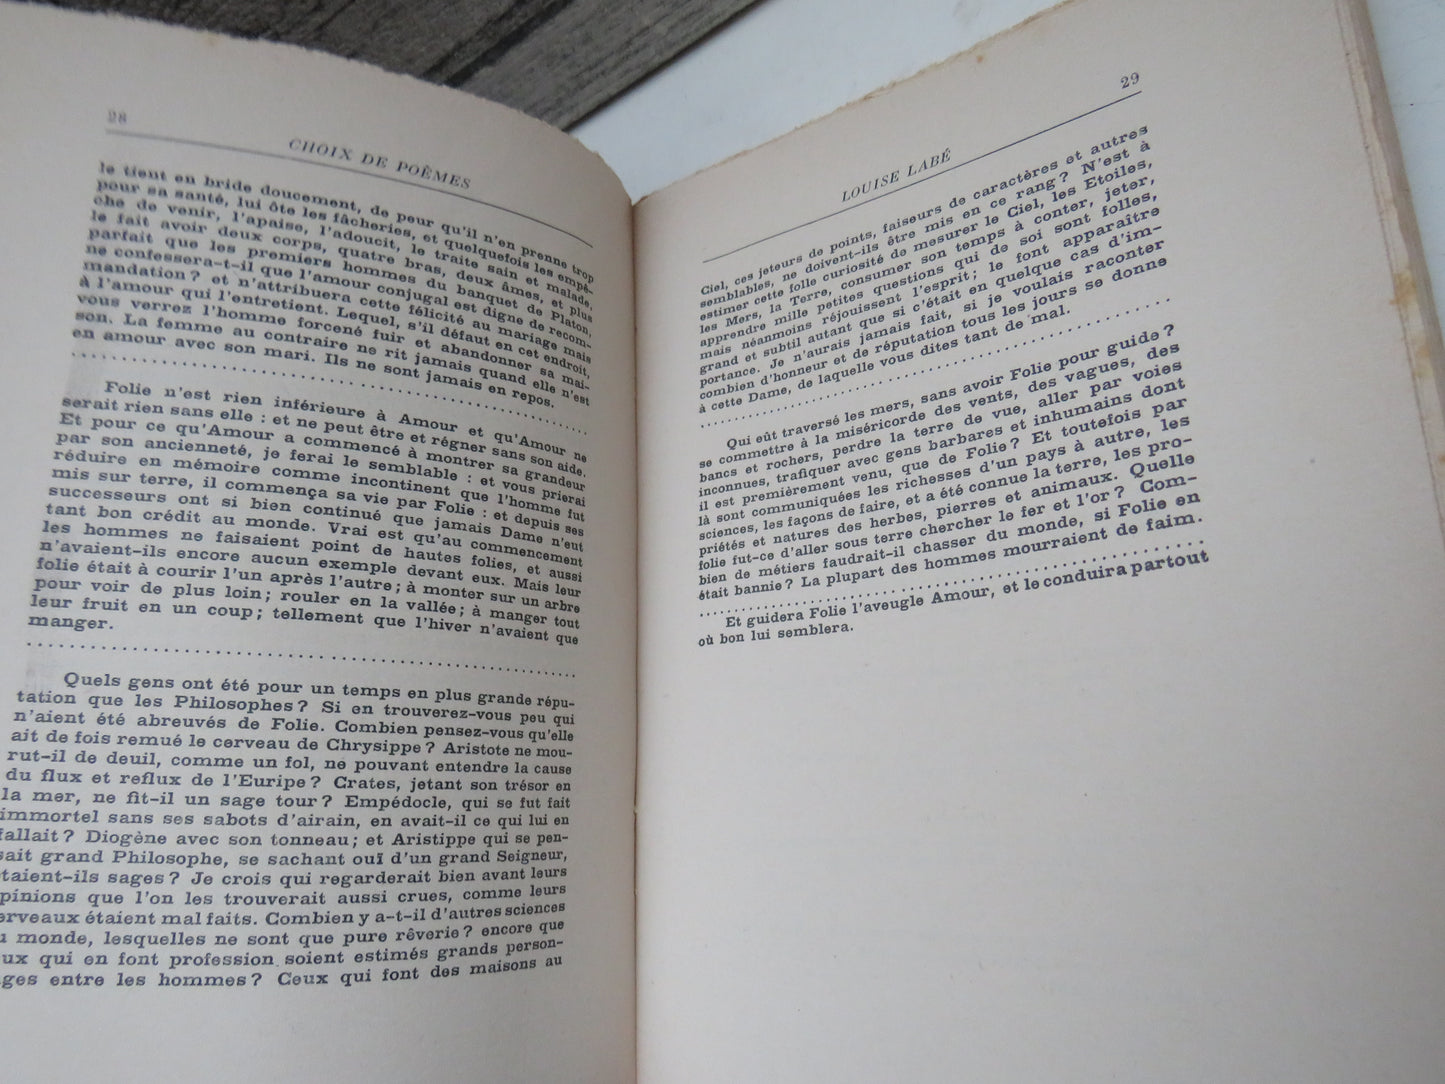 28
CHOIX DE POÊMES
le tient en bride doucement, de peur qu'il n'en prenne trop
pour sa santé, lui ôte les fâcheries, et quelquefois les empê-
che de venir, l'apaise, l'adoucit, le traite sain et malade,
le fait avoir deux corps, quatre bras, deux âmes, et plus
parfait que les premiers hommes du banquet de Platon,
ne confessera-t-il que l'amour conjugal est digne de recom-
mandation ? et n'attribuera cette félicité au mariage mais
à l'amour qui l'entretient. Lequel, s'il défaut en cet endroit,
vous verrez l'homme forcené fuir et abandonner sa mai-
son. La femme au contraire ne rit jamais quand elle n'est
en amour avec son mari. Ils ne sont jamais en repos.
Folie n'est rien inférieure à Amour et qu'Amour ne
serait rien sans elle : et ne peut être et régner sans son aide.
Et pour ce qu'Amour a commencé à montrer sa grandeur
par son ancienneté, je ferai le semblable : et vous prierai
réduire en mémoire comme incontinent que l'homme fut
mis sur terre, il commença sa vie par Folie : et depuis ses
successeurs ont si bien continué que jamais Dame n'eut
tant bon crédit au monde. Vrai est qu'au commencement
les hommes ne faisaient point de hautes folies, et aussi
n'avaient-ils encore aucun exemple devant eux. Mais leur
folie était à courir l'un après l'autre ; à monter sur un arbre
pour voir de plus loin ; rouler en la vallée ; à manger tout
leur fruit en un coup ; tellement que l'hiver n'avaient que
manger.
Quels gens ont été pour un temps en plus grande répu-
tation que les Philosophes ? Si en trouverez-vous peu qui
n'aient été abreuvés de Folie. Combien pensez-vous qu'elle
ait de fois remué le cerveau de Chrysippe ? Aristote ne mou-
rut-il de deuil, comme un fol, ne pouvant entendre la cause
du flux et reflux de l'Euripe ? Crates, jetant son trésor en
la mer, ne fit-il un sage tour ? Empédocle, qui se fut fait
immortel sans ses sabots d'airain, en avait-il ce qui lui en
fallait ? Diogène avec son tonneau ; et Aristippe qui se pen-
sait grand Philosophe, se sachant ouï d'un grand Seigneur,
taient-ils sages ? Je crois qui regarderait bien avant leurs
pinions que l'on les trouverait aussi crues, comme leurs
erveaux étaient mal faits. Combien y a-t-il d'autres sciences
u monde, lesquelles ne sont que pure rêverie ? encore que
ux qui en font profession soient estimés grands person-
ges entre les hommes ? Ceux qui font des maisons au
29
LOUISE LABÉ
Ciel, ces jeteurs de points, faiseurs de caractères et autres
semblables, ne doivent-ils être mis en ce rang ? N'est à
estimer cette folle curiosité de mesurer le Ciel, les Etoiles,
les Mers, la Terre, consumer son temps à conter, jeter,
apprendre mille petites questions qui de soi sont folles,
mais néanmoins réjouissent l'esprit ; le font apparaître
grand et subtil autant que si c'était en quelque cas d'im-
portance. Je n'aurais jamais fait, si je voulais raconter
combien d'honneur et de réputation tous les jours se donne
à cette Dame, de laquelle vous dites tant de mal.
Qui eût traversé les mers, sans avoir Folie pour guide ?
se commettre à la miséricorde des vents, des vagues, des
bancs et rochers, perdre la terre de vue, aller par voies
inconnues, trafiquer avec gens barbares et inhumains dont
il est premièrement venu, que de Folie ? Et toutefois par
là sont communiquées les richesses d'un pays à autre, les
sciences, les façons de faire, et a été connue la terre, les pro-
priétés et natures des herbes, pierres et animaux. Quelle
folie fut-ce d'aller sous terre chercher le fer et l'or ? Com-
bien de métiers faudrait-il chasser du monde, si Folie en
était bannie ? La plupart des hommes mourraient de faim.
Et guidera Folie l'aveugle Amour, et le conduira partout
où bon lui semblera.